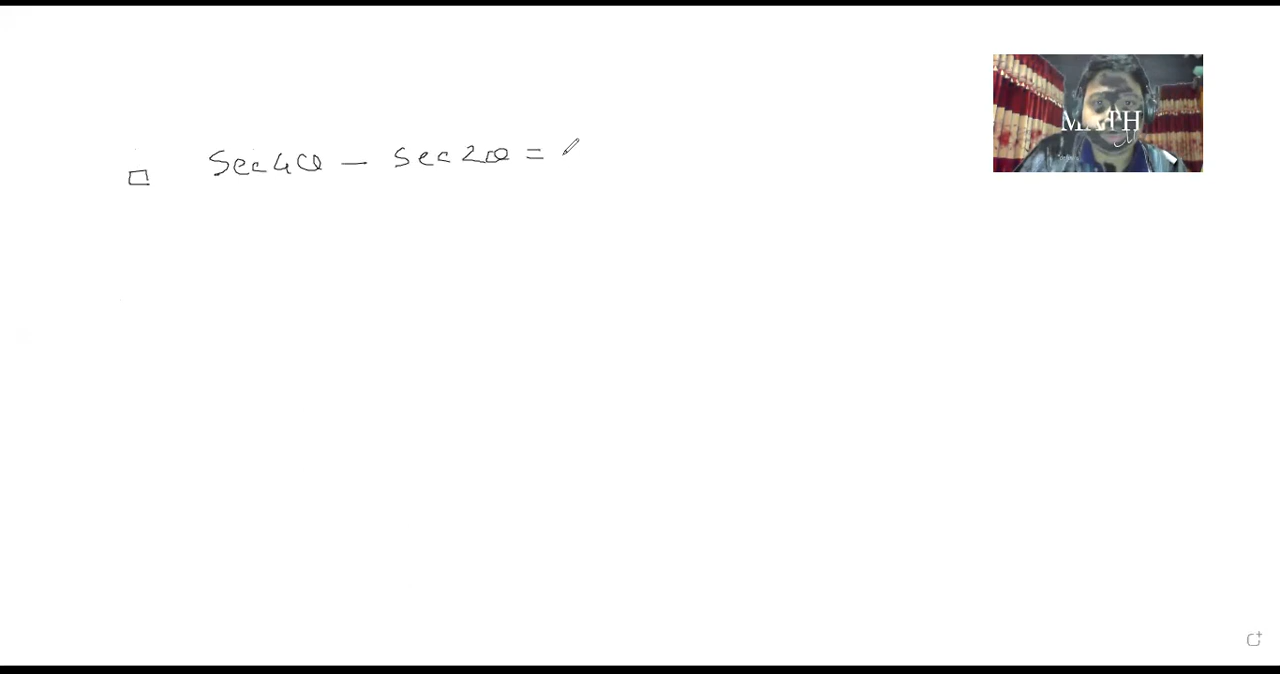 sec4θ - sec2θ =
MATH